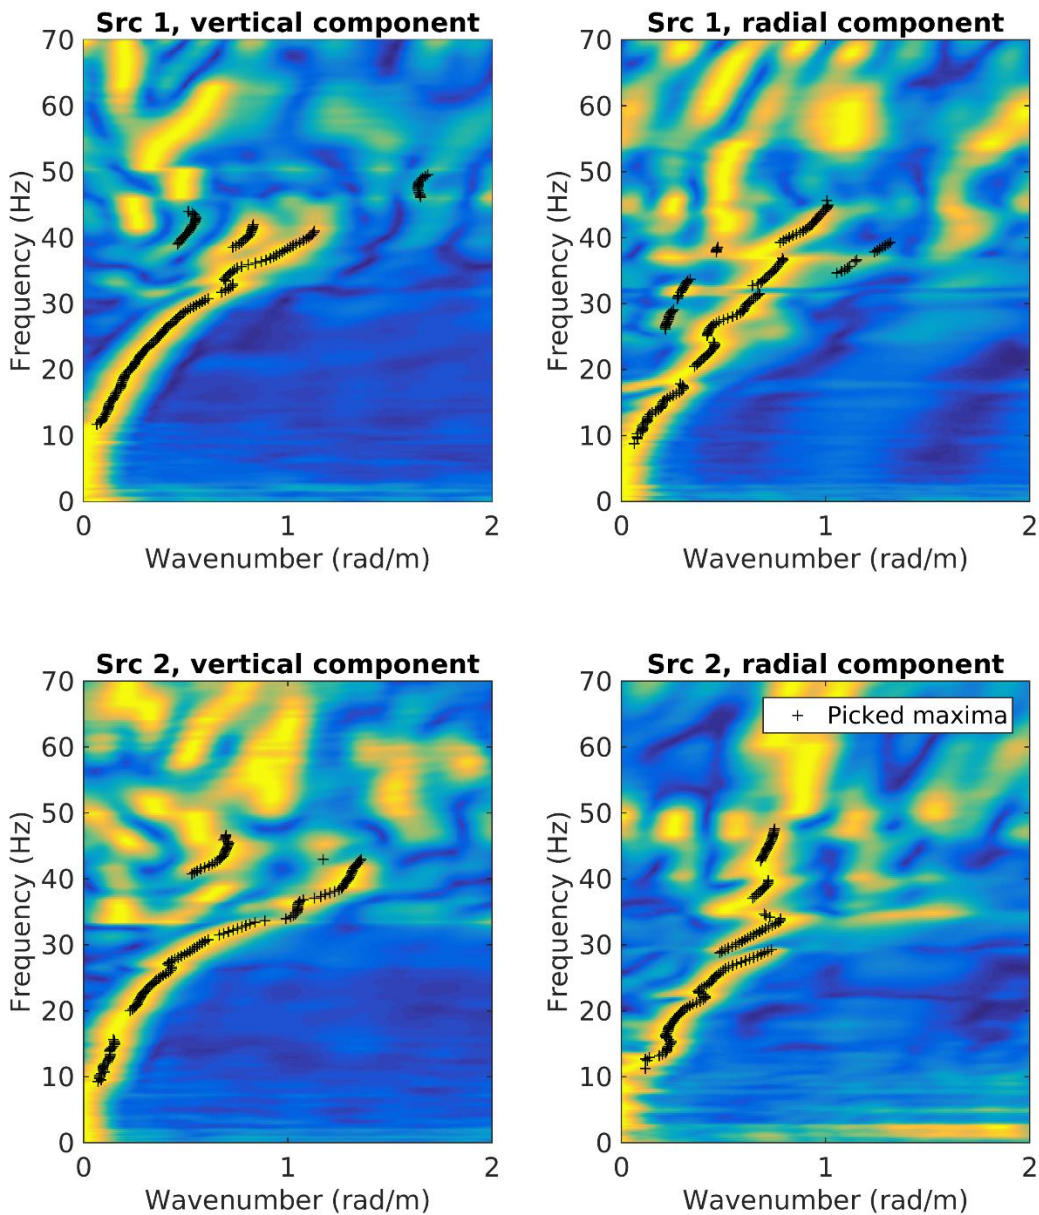 Src 1, vertical component
70
60
50
40
30
20
10
0
Frequency (Hz)
0 1 2
Wavenumber (rad/m)
Src 1, radial component
70
60
50
40
30
20
10
0
Frequency (Hz)
0 1 2
Wavenumber (rad/m)
Src 2, vertical component
70
60
50
40
30
20
10
0
Frequency (Hz)
0 1 2
Wavenumber (rad/m)
Src 2, radial component
Picked maxima
70
60
50
40
30
20
10
0
Frequency (Hz)
0 1 2
Wavenumber (rad/m)